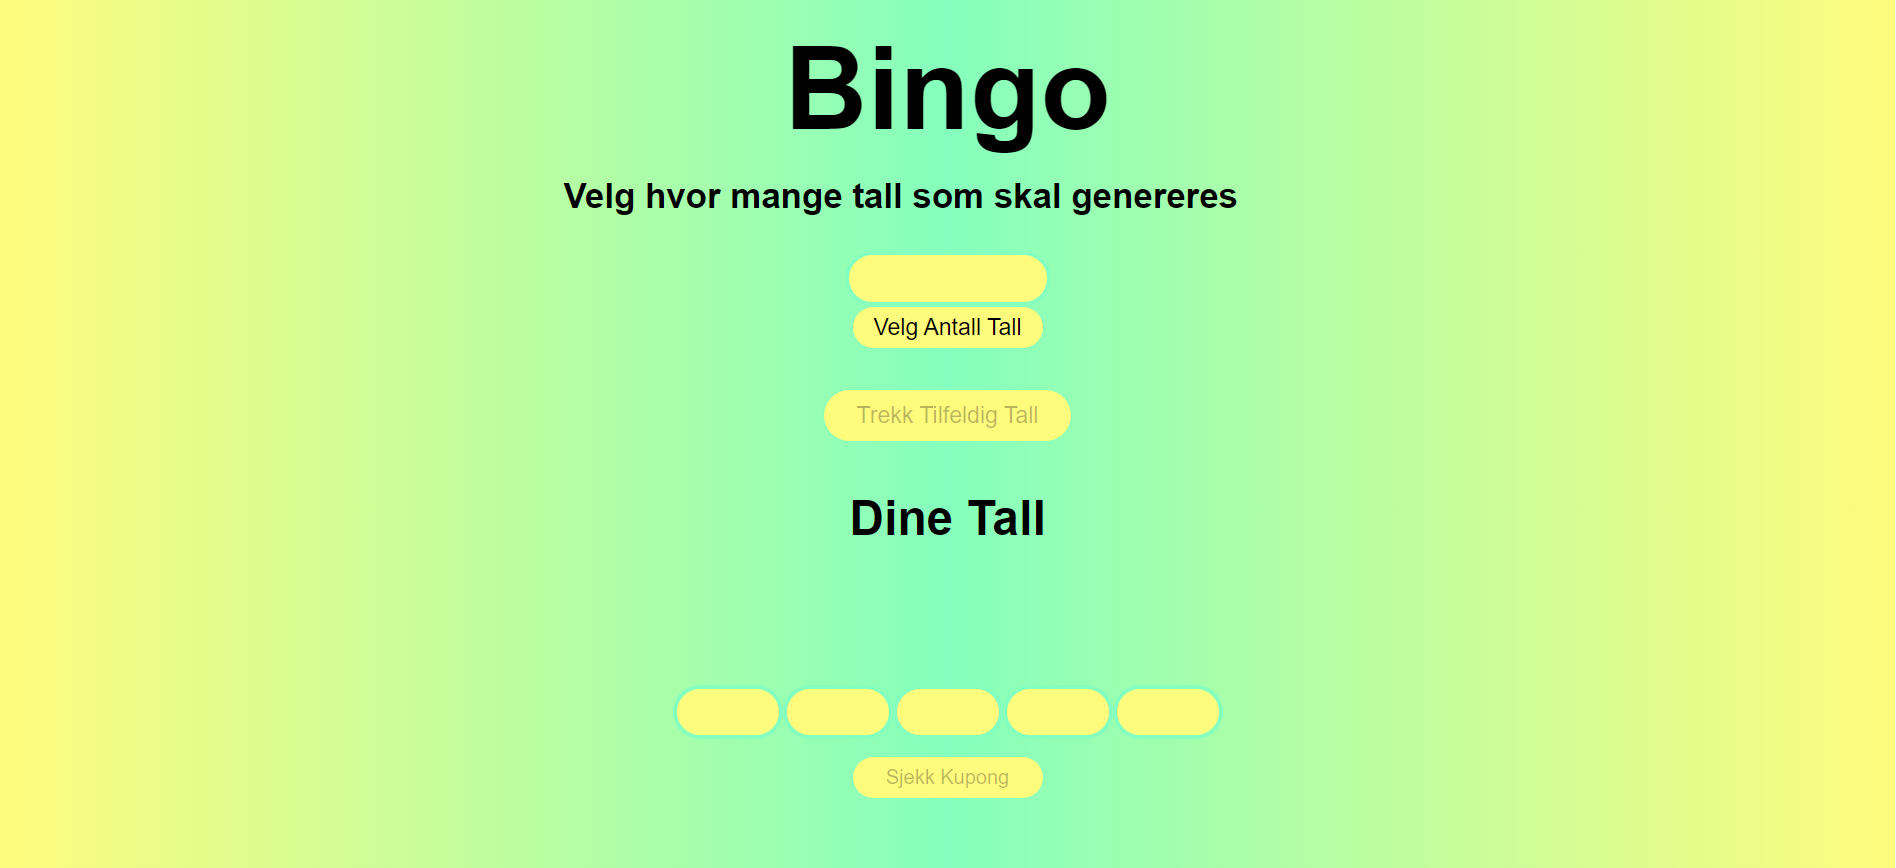 Bingo
Velg hvor mange tall som skal genereres
Velg Antall Tall
Trekk Tilfeldig Tall
Dine Tall
Sjekk Kupong